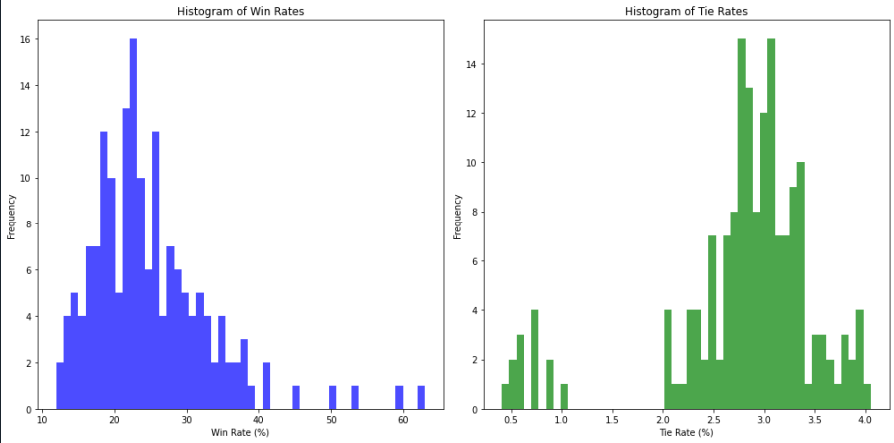 Histogram of Win Rates
16
14
12
10
8
6
4
2
0
Frequency
10 20 30 40 50 60
Win Rate (%)
Histogram of Tie Rates
14
12
10
8
6
4
2
0
Frequency
0.5 1.0 1.5 2.0 2.5 3.0 3.5 4.0
Tie Rate (%)